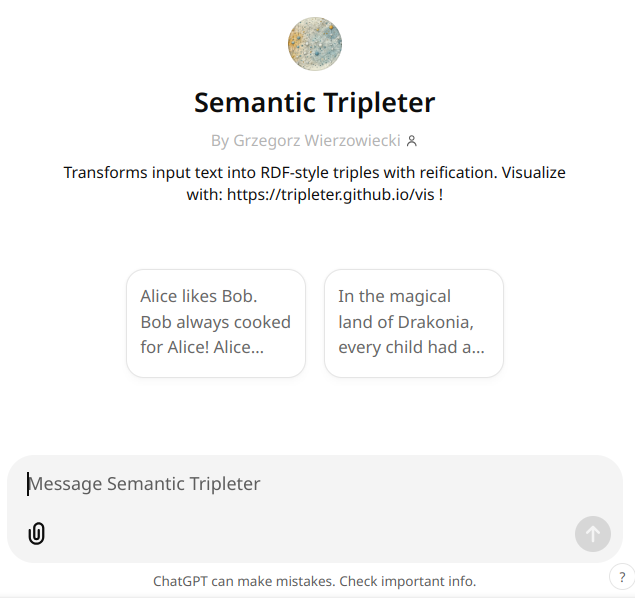 Semantic Tripleter
By Grzegorz Wierzowiecki
Transforms input text into RDF-style triples with reification. Visualize
with: https://tripleter.github.io/vis !
Alice likes Bob.
Bob always cooked
for Alice! Alice...
In the magical
land of Drakonia,
every child had a...
Message Semantic Tripleter
ChatGPT can make mistakes. Check important info.
?